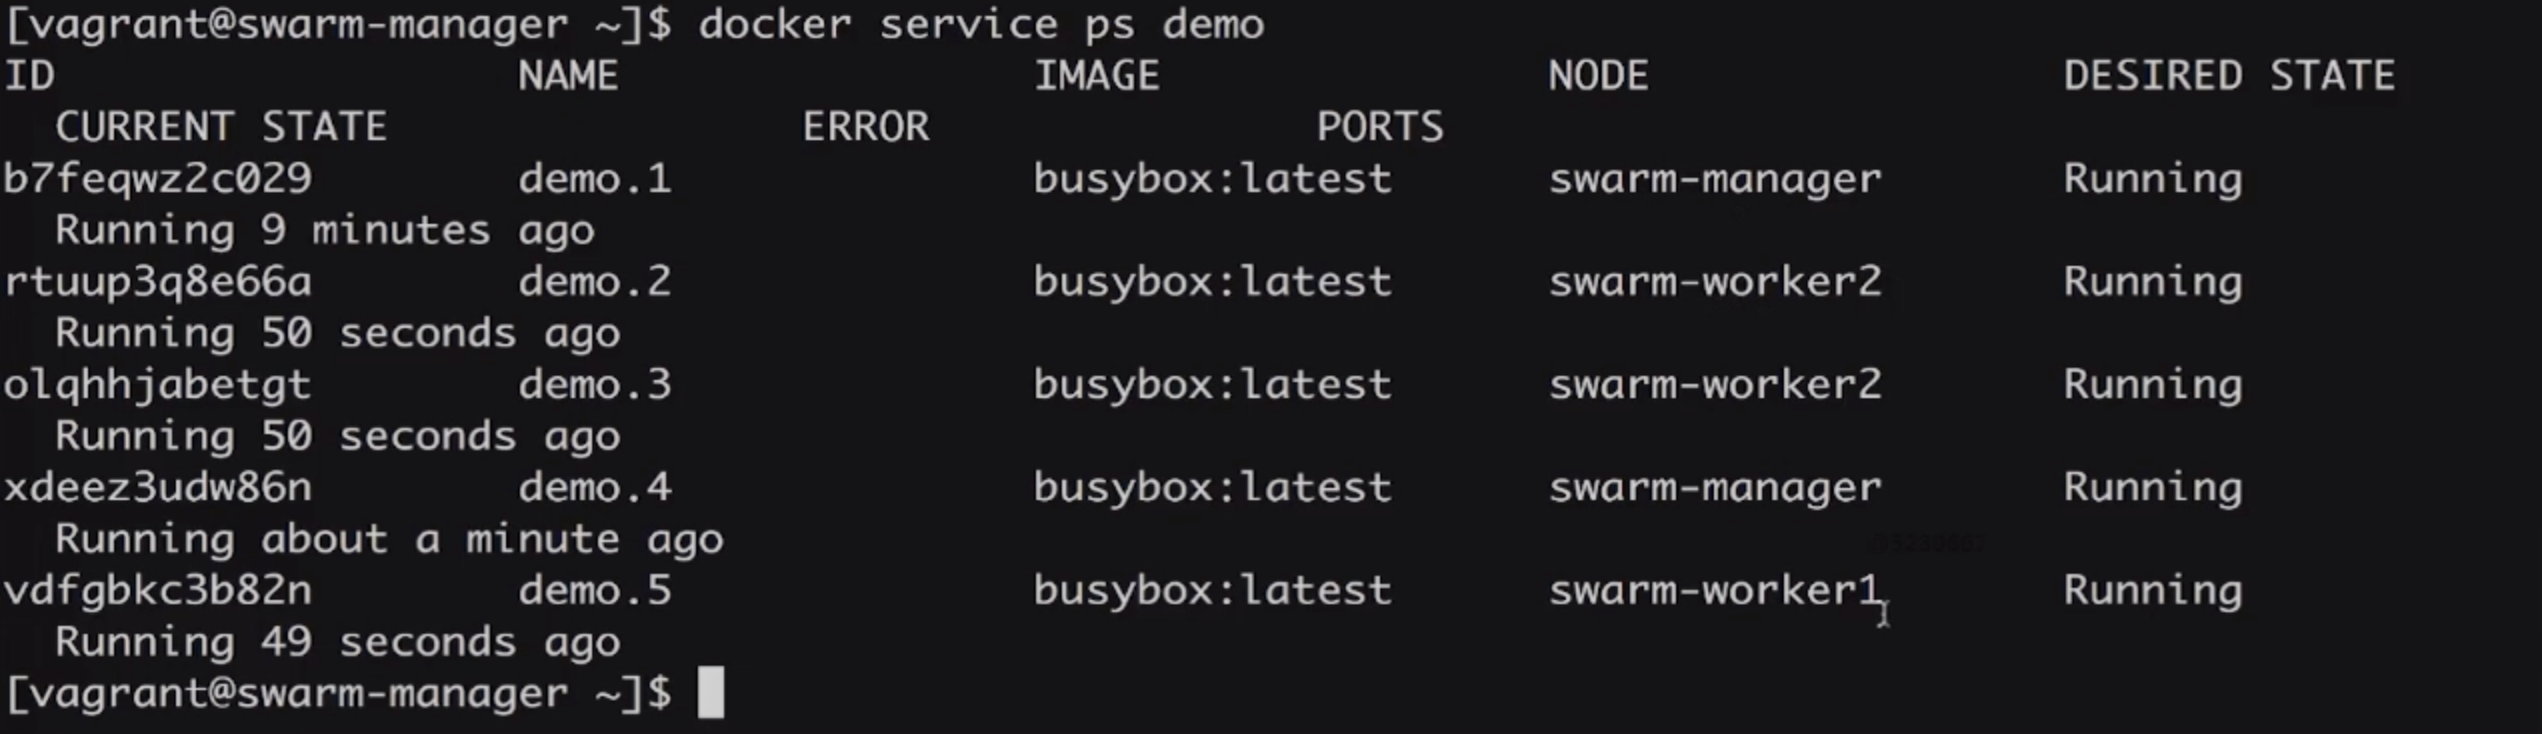 [vagrant@swarm-manager ~]$ docker service ps demo
ID                  NAME                IMAGE               NODE                DESIRED STATE
  CURRENT STATE                ERROR               PORTS
b7feqwz2c029        demo.1              busybox:latest      swarm-manager       Running
  Running 9 minutes ago
rtuup3q8e66a        demo.2              busybox:latest      swarm-worker2       Running
  Running 50 seconds ago
olqhhjabetgt        demo.3              busybox:latest      swarm-worker2       Running
  Running 50 seconds ago
xdeez3udw86n        demo.4              busybox:latest      swarm-manager       Running
  Running about a minute ago
vdfgbkc3b82n        demo.5              busybox:latest      swarm-worker1       Running
  Running 49 seconds ago
[vagrant@swarm-manager ~]$